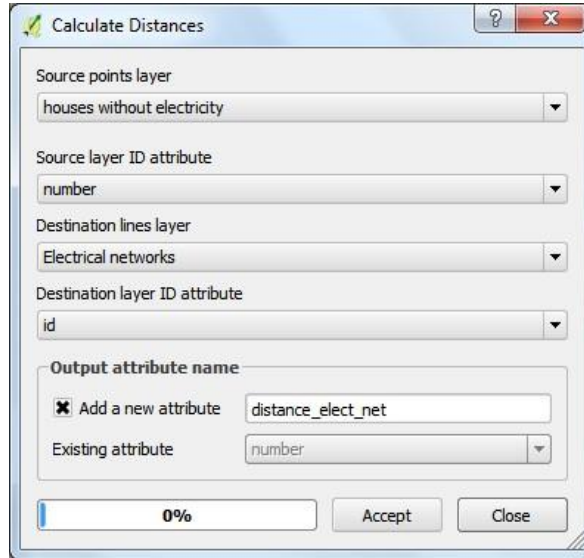 Calculate Distances
Source points layer
houses without electricity
Source layer ID attribute
number
Destination lines layer
Electrical networks
Destination layer ID attribute
id
Output attribute name
Add a new attribute distance_elect_net
Existing attribute number
0% Accept Close